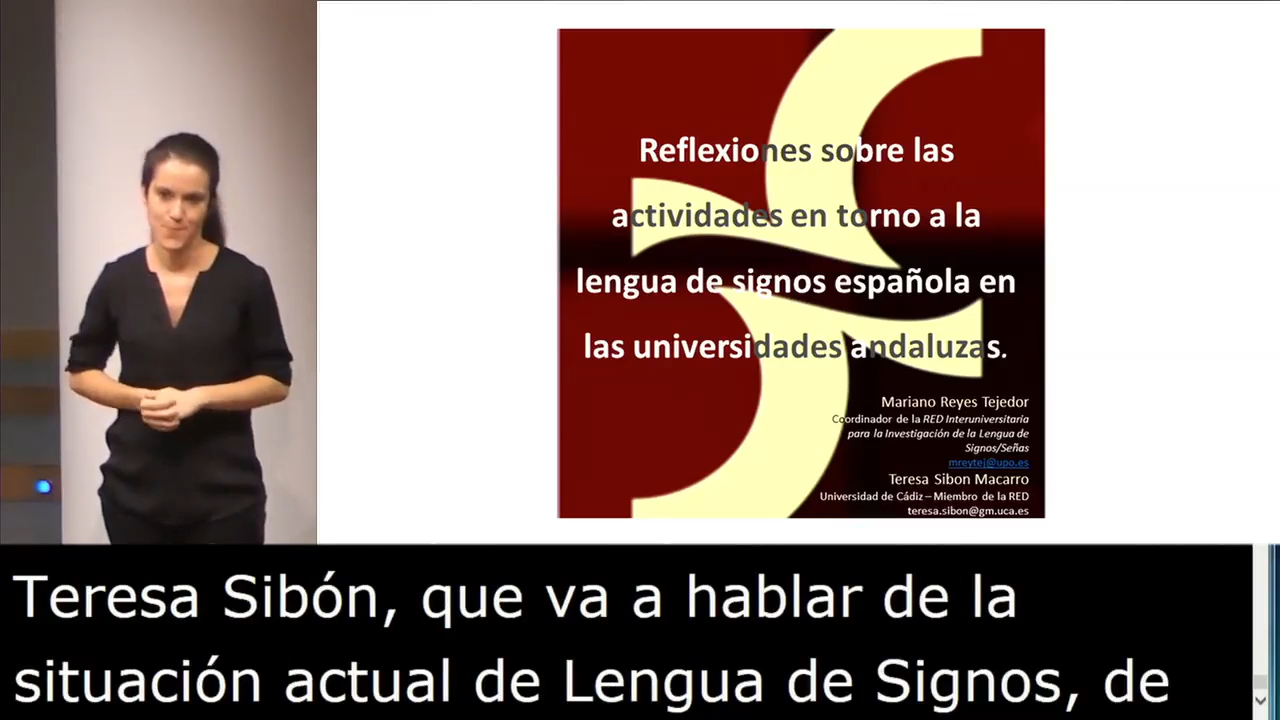 Reflexiones sobre las
actividades en torno a la
lengua de signos española en
las universidades andaluzas.
Mariano Reyes Tejedor
Coordinador de la RED Interuniversitaria
para la Investigación de la Lengua de
Signos/Señas
mreytej@upo.es
Teresa Sibon Macarro
Universidad de Cádiz – Miembro de la RED
teresa.sibon@gm.uca.es
Teresa Sibón, que va a hablar de la
situación actual de Lengua de Signos, de